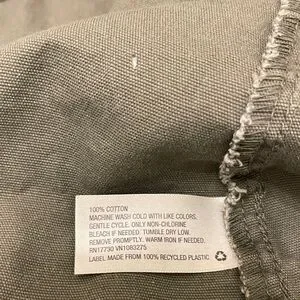 100% COTTON
MACHINE WASH COLD WITH LIKE COLORS,
GENTLE CYCLE. ONLY NON-CHLORINE
BLEACH IF NEEDED. TUMBLE DRY LOW.
REMOVE PROMPTLY. WARM IRON IF NEEDED.
RN17730 VN1093275
LABEL MADE FROM 100% RECYCLED PLASTIC